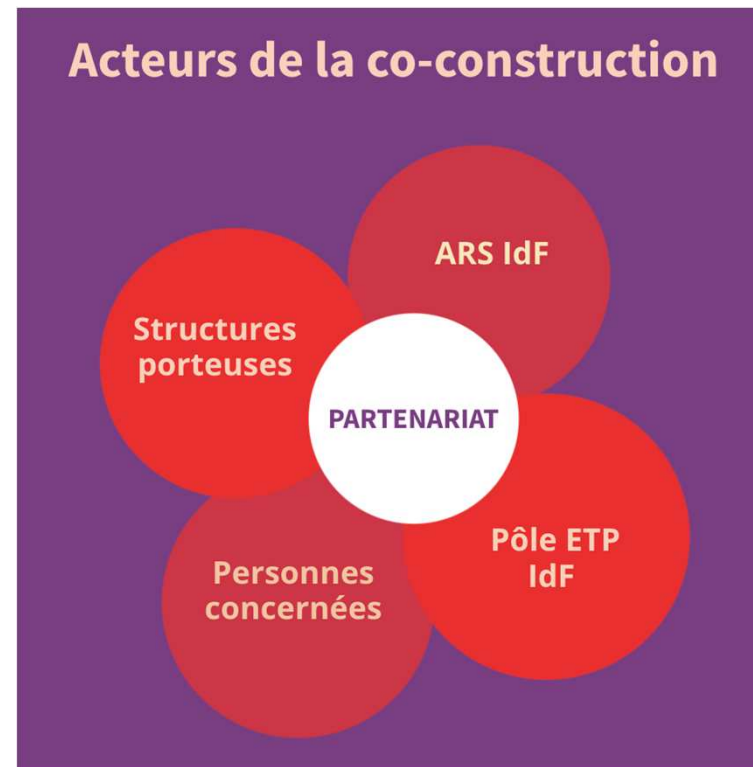 Acteurs de la co-construction
ARS IdF
Structures
porteuses
PARTENARIAT
Pôle ETP
IdF
Personnes
concernées